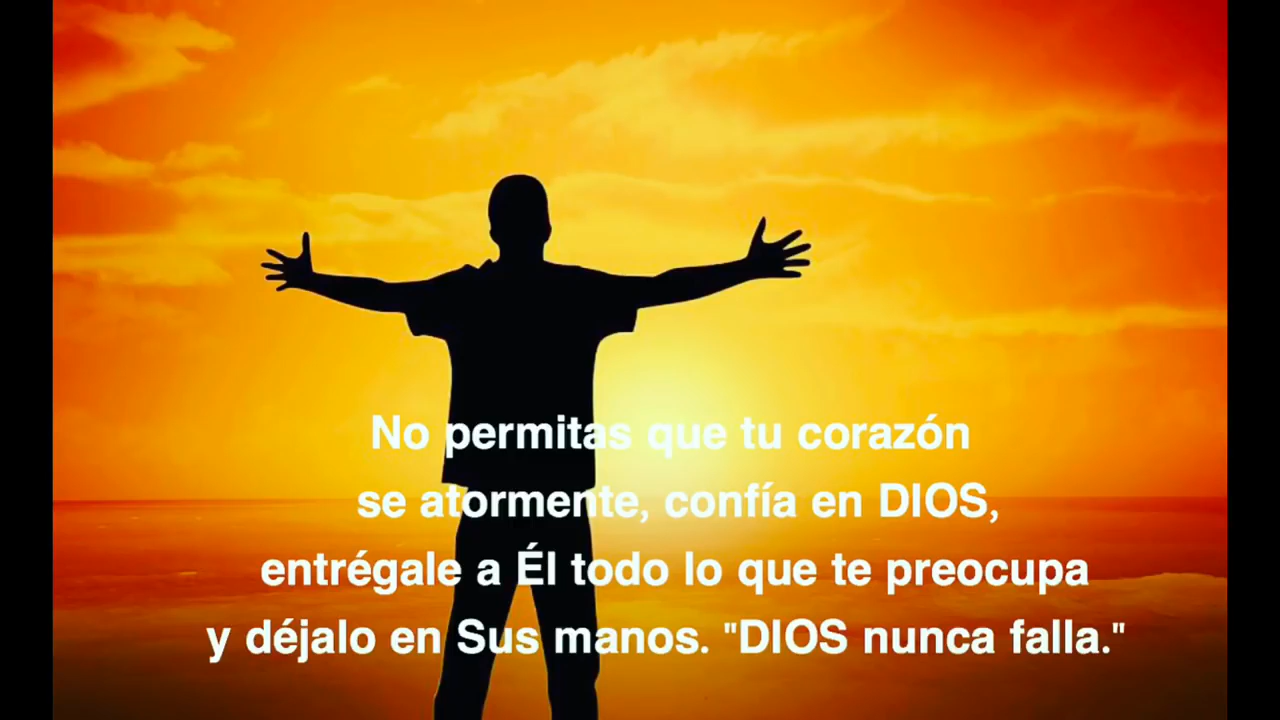 No permitas que tu corazón
se atormente, confía en DIOS,
entrégale a Él todo lo que te preocupa
y déjalo en Sus manos. "DIOS nunca falla."